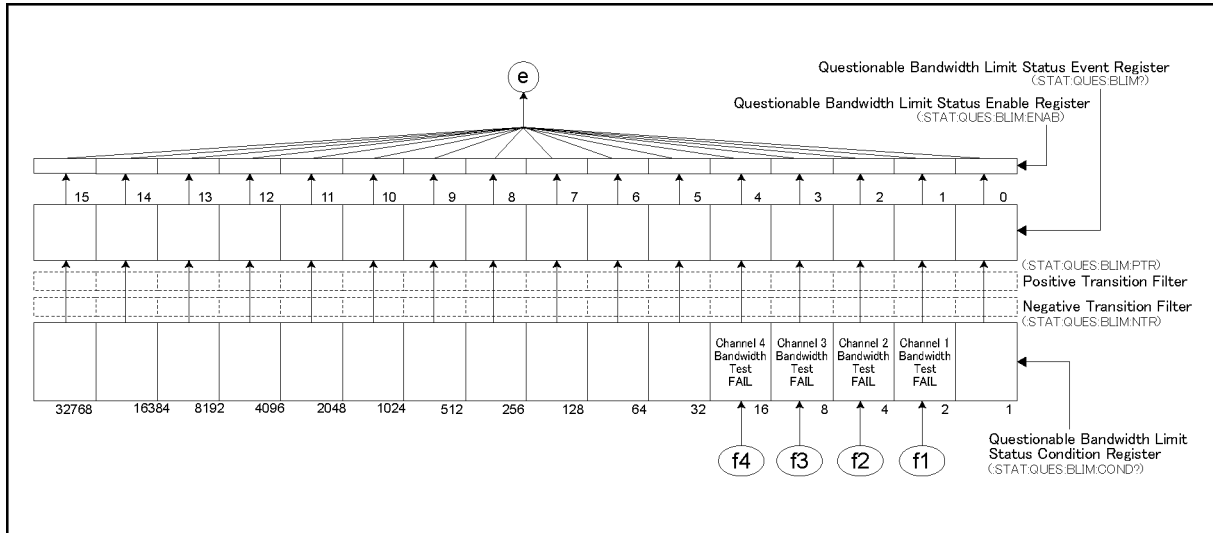 e
Questionable Bandwidth Limit Status Event Register
(:STAT:QUES:BLIM?)
Questionable Bandwidth Limit Status Enable Register
(:STAT:QUES:BLIM:ENAB)
15 14 13 12 11 10 9 8 7 6 5 4 3 2 1 0
(:STAT:QUES:BLIM:PTR)
Positive Transition Filter
Negative Transition Filter
(:STAT:QUES:BLIM:NTR)
Channel 4 Channel 3 Channel 2 Channel 1
Bandwidth Bandwidth Bandwidth Bandwidth
Test Test Test Test
FAIL FAIL FAIL FAIL
32768 16384 8192 4096 2048 1024 512 256 128 64 32 16 8 4 2 1
f4 f3 f2 f1
Questionable Bandwidth Limit
Status Condition Register
(:STAT:QUES:BLIM:COND?)